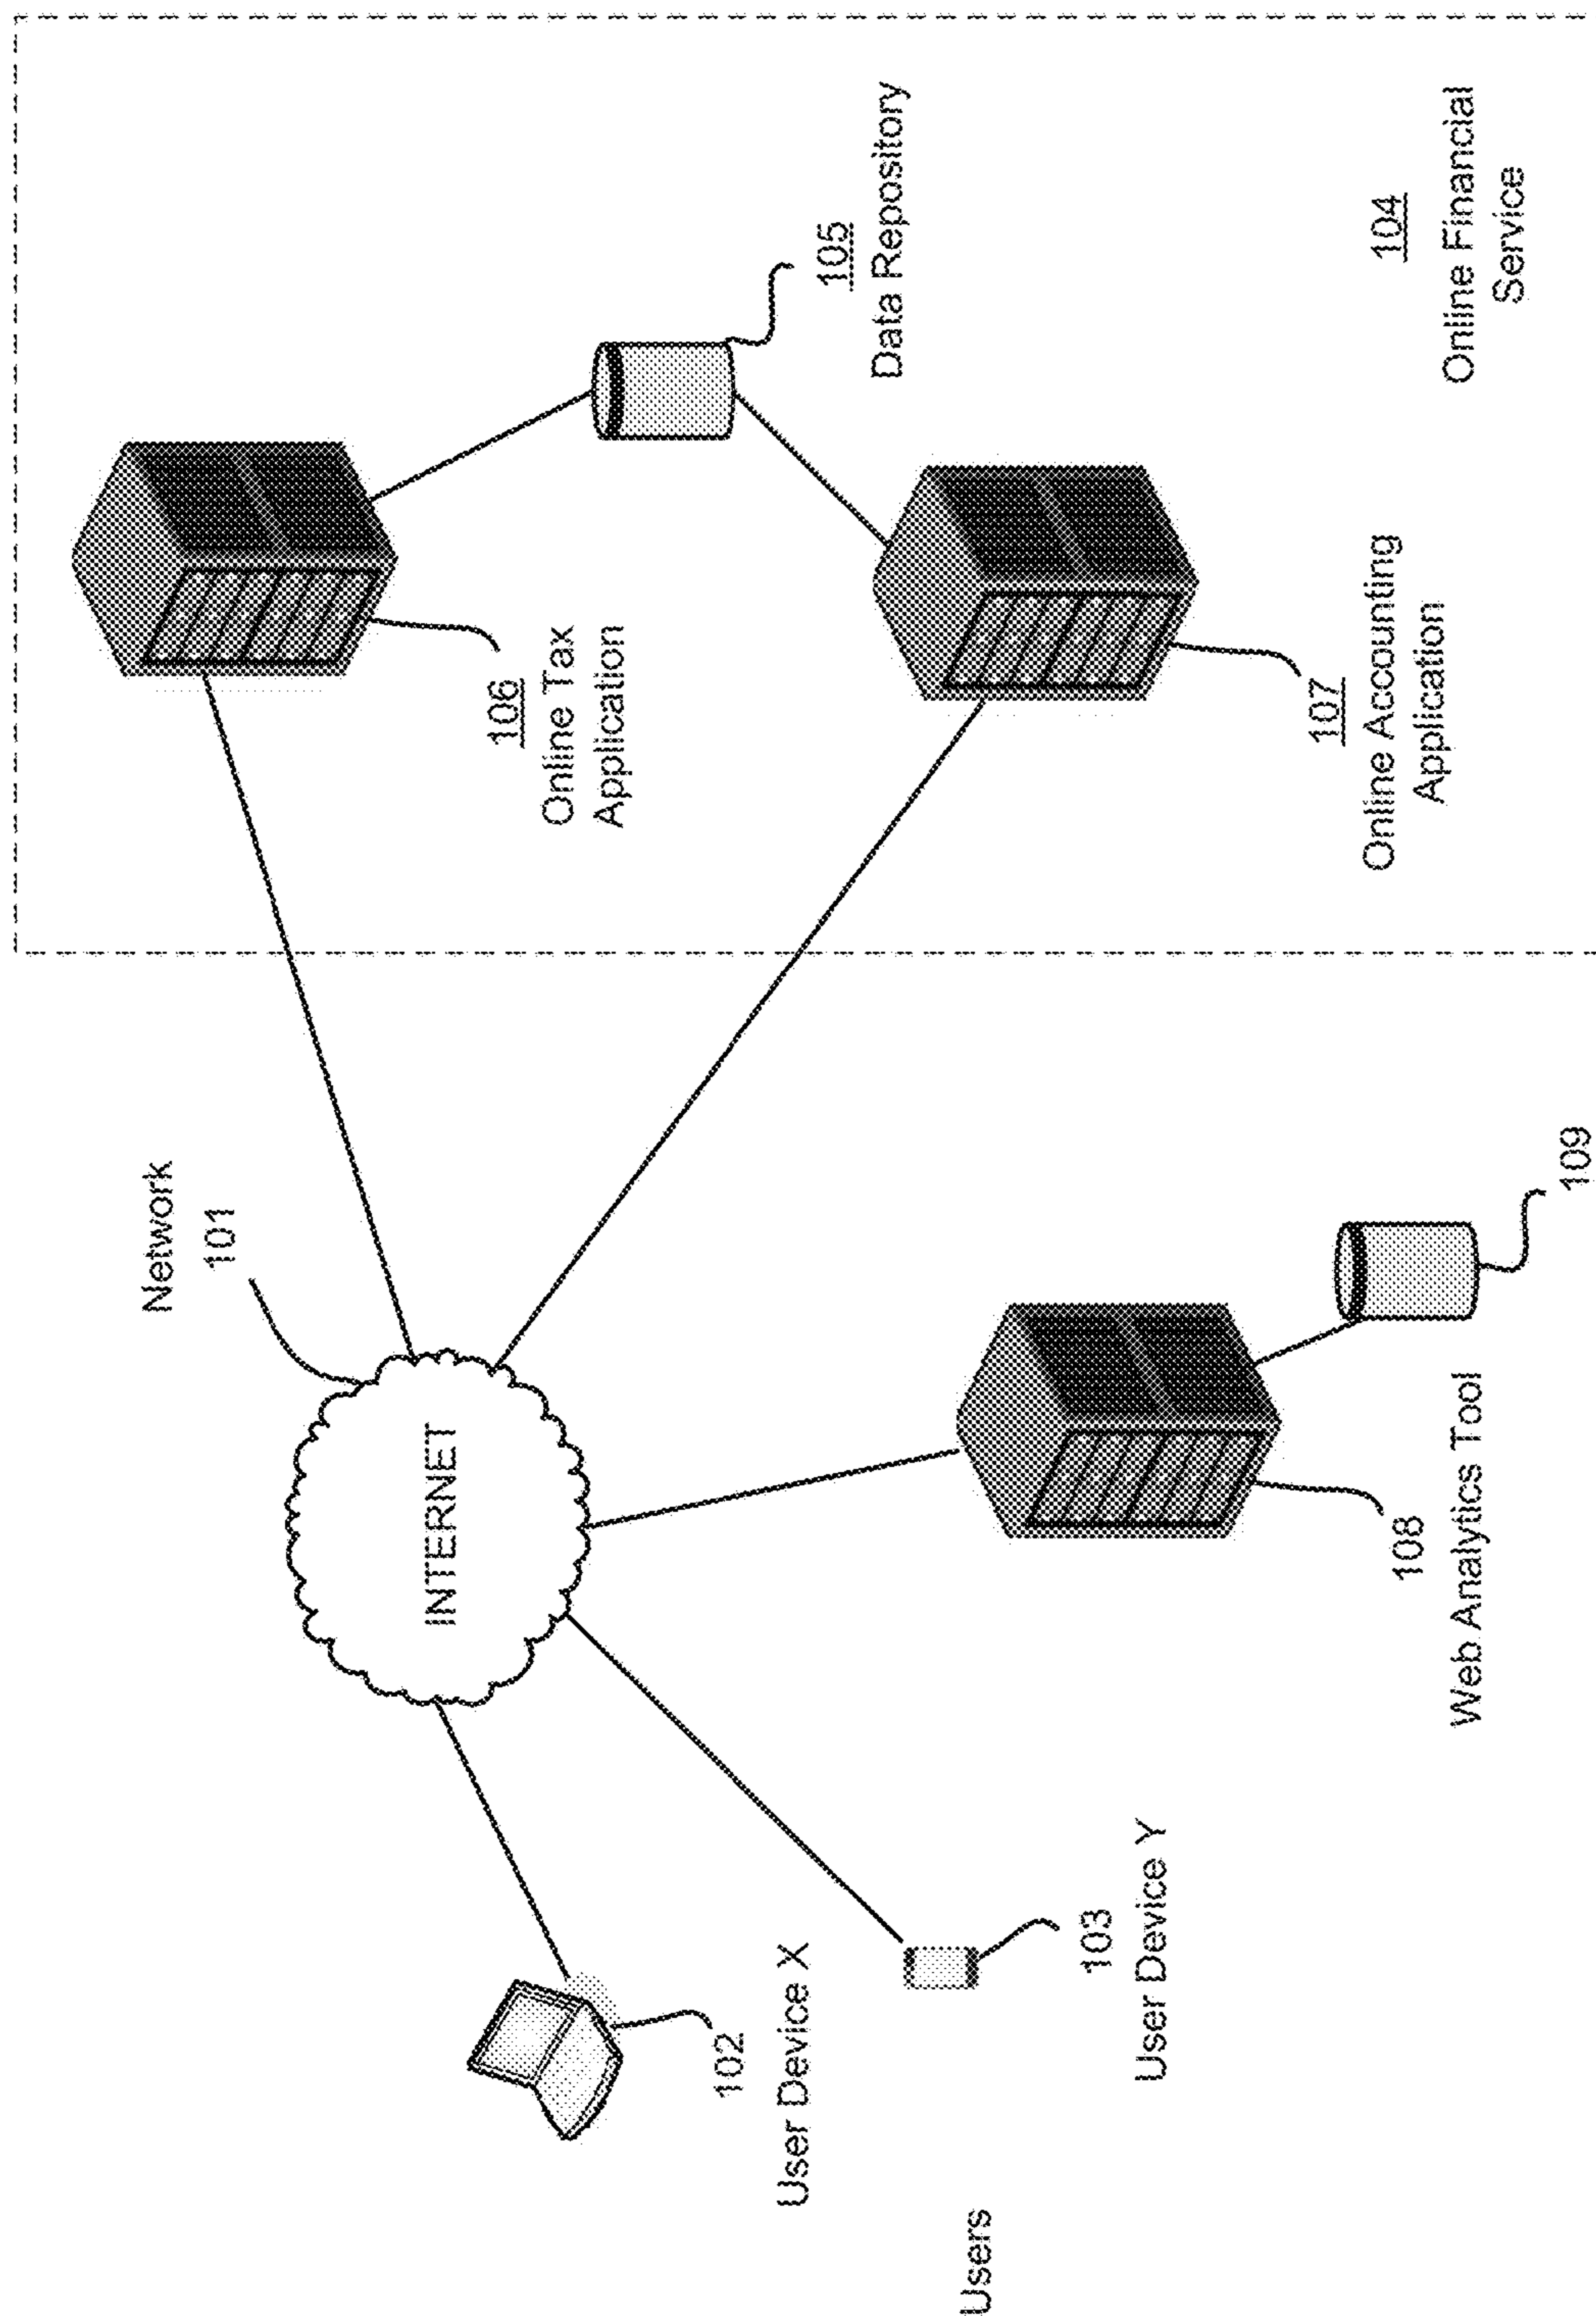 Network
101
INTERNET
102
User Device X
103
User Device Y
Users
108
Web Analytics Tool
109
106
Online Tax
Application
105
Data Repository
107
Online Accounting
Application
104
Online Financial
Service